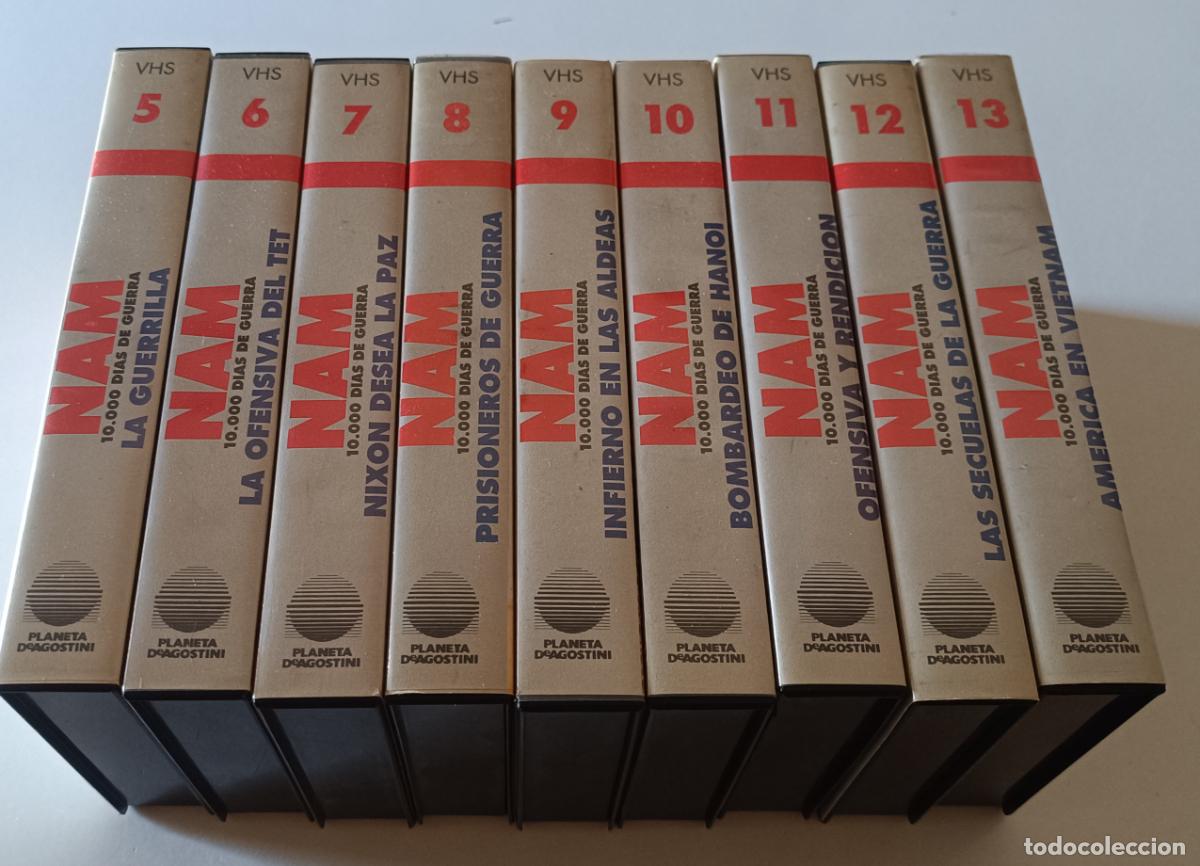 VHS
5
NAM
10.000 DIAS DE GUERRA
LA GUERRILLA
PLANETA
DeAGOSTINI
VHS
6
NAM
10.000 DIAS DE GUERRA
LA OFENSIVA DEL TET
PLANETA
DeAGOSTINI
VHS
7
NAM
10.000 DIAS DE GUERRA
NIXON DESEA LA PAZ
PLANETA
DeAGOSTINI
VHS
8
NAM
10.000 DIAS DE GUERRA
PRISIONEROS DE GUERRA
PLANETA
DeAGOSTINI
VHS
9
NAM
10.000 DIAS DE GUERRA
INFIERNO EN LAS ALDEAS
PLANETA
DeAGOSTINI
VHS
10
NAM
10.000 DIAS DE GUERRA
BOMBARDEO DE HANOI
PLANETA
DeAGOSTINI
VHS
11
NAM
10.000 DIAS DE GUERRA
OFENSIVA Y RENDICION
PLANETA
DeAGOSTINI
VHS
12
NAM
10.000 DIAS DE GUERRA
LAS SECUELAS DE LA GUERRA
PLANETA
DeAGOSTINI
VHS
13
NAM
10.000 DIAS DE GUERRA
AMERICA EN VIETNAM
PLANETA
DeAGOSTINI
todocoleccion